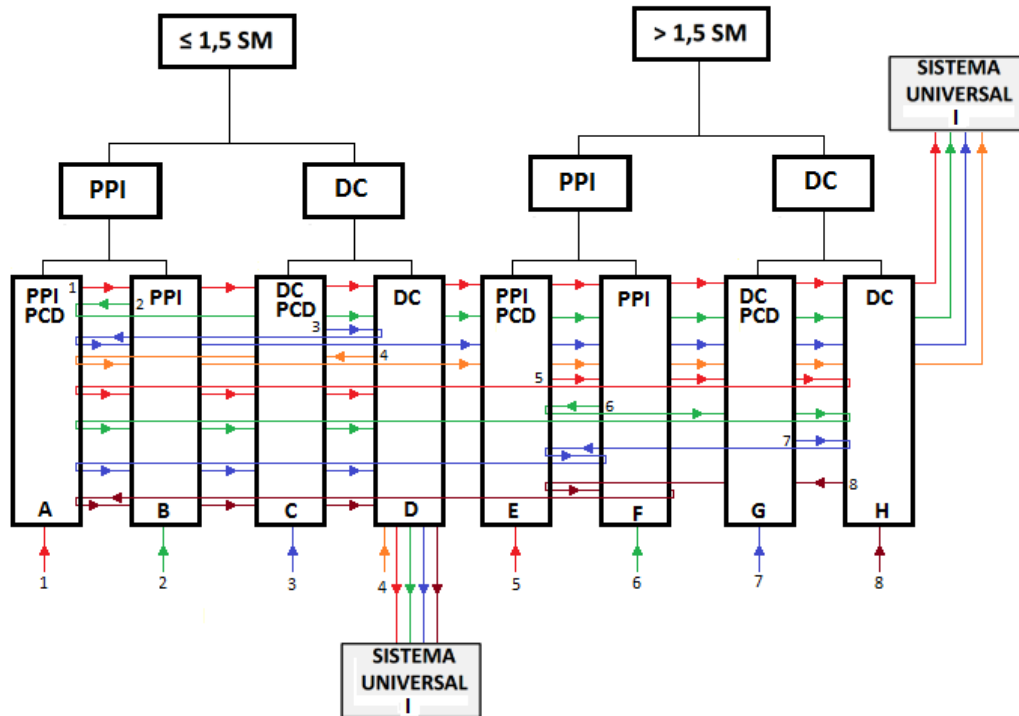 ≤ 1,5 SM
> 1,5 SM
SISTEMA
UNIVERSAL
I
PPI
DC
PPI
DC
PPI
PCD
PPI
DC
PCD
DC
PPI
PCD
PPI
DC
PCD
DC
1
2
3
4
5
6
7
8
A
B
C
D
E
F
G
H
1
2
3
4
5
6
7
8
SISTEMA
UNIVERSAL
I